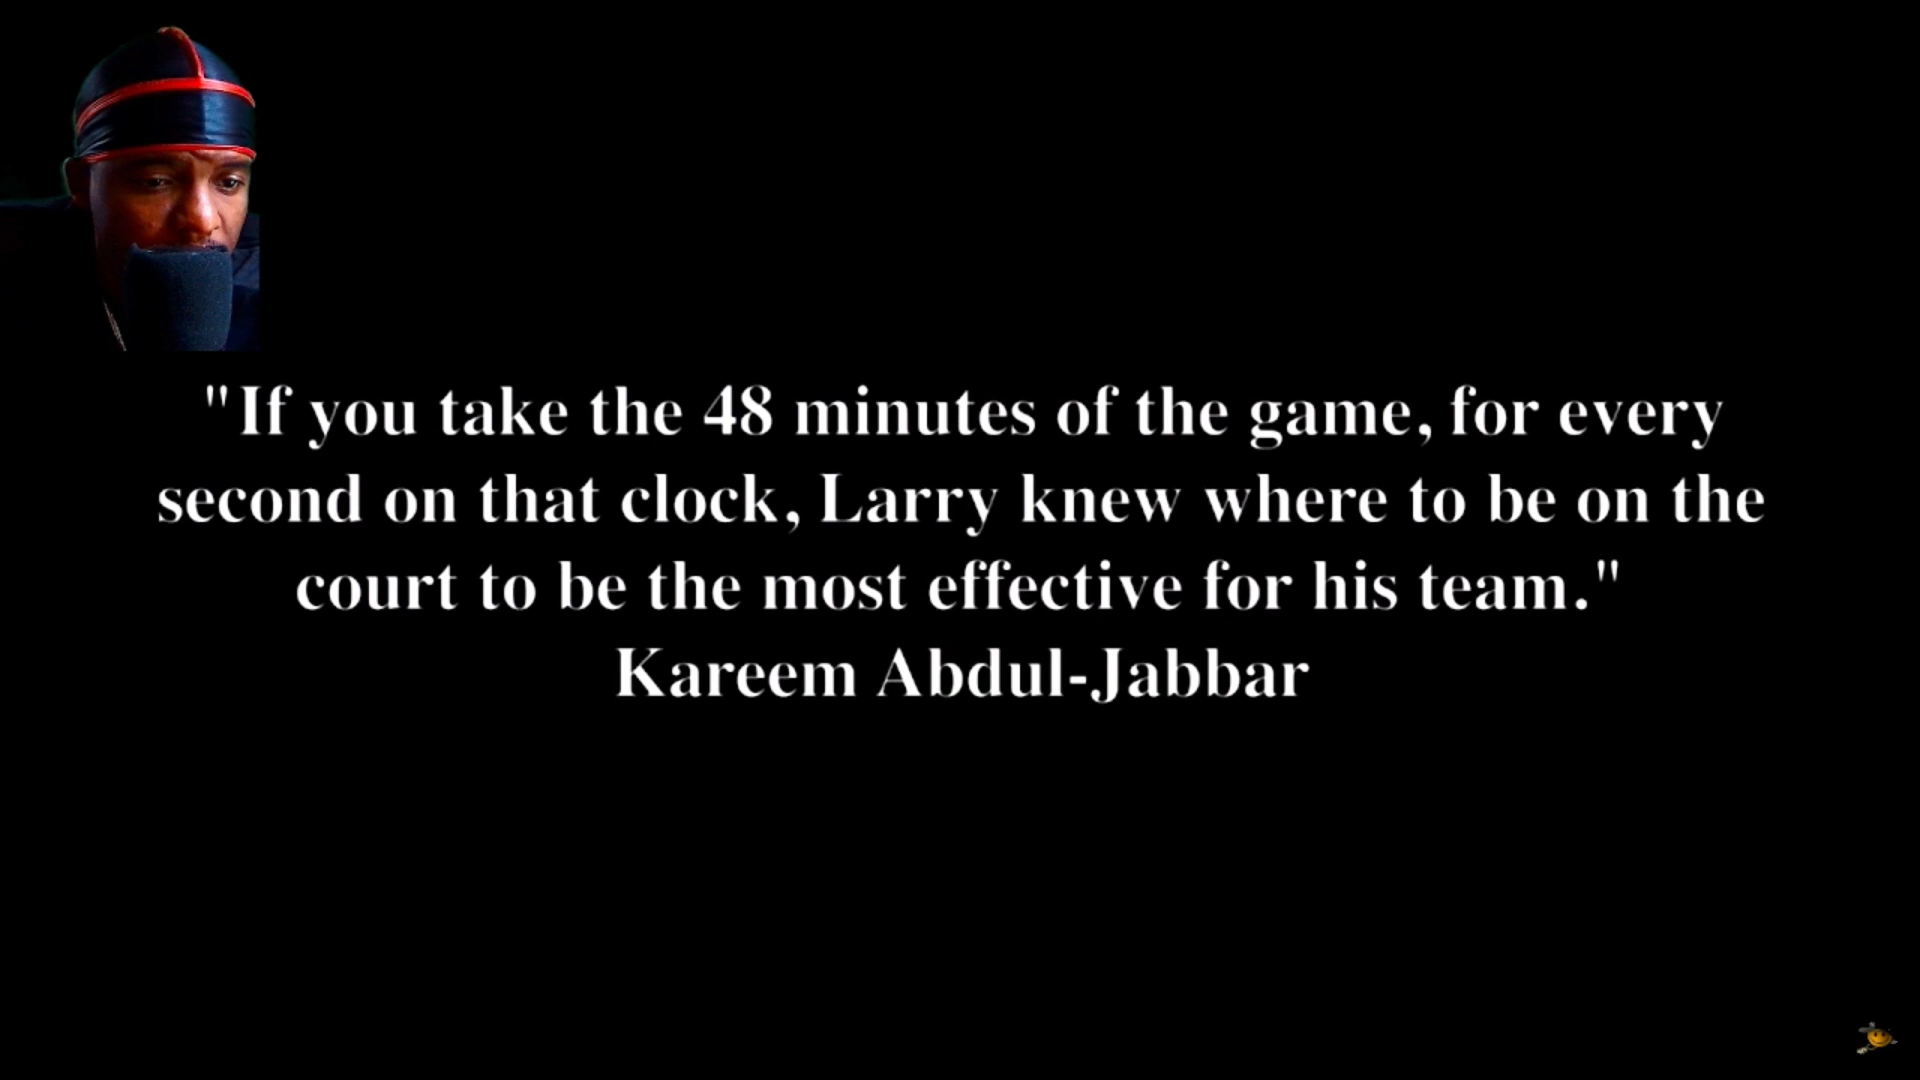 "If you take the 48 minutes of the game, for every
second on that clock, Larry knew where to be on the
court to be the most effective for his team."
Kareem Abdul-Jabbar